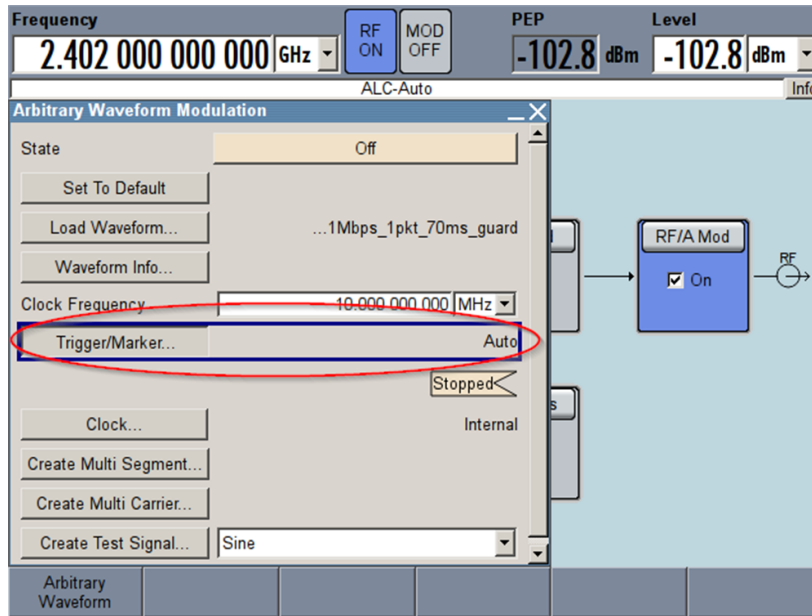 Frequency
2.402 000 000 000 GHz
RF ON
MOD OFF
PEP
-102.8 dBm
Level
-102.8 dBm
ALC-Auto
Info
Arbitrary Waveform Modulation
State
Off
Set To Default
Load Waveform...
...1Mbps_1pkt_70ms_guard
Waveform Info...
Clock Frequency
10.000 000 000 MHz
Trigger/Marker...
Auto
Stopped
Clock...
Internal
Create Multi Segment...
Create Multi Carrier...
Create Test Signal...
Sine
RF/A Mod
On
RF
Arbitrary
Waveform